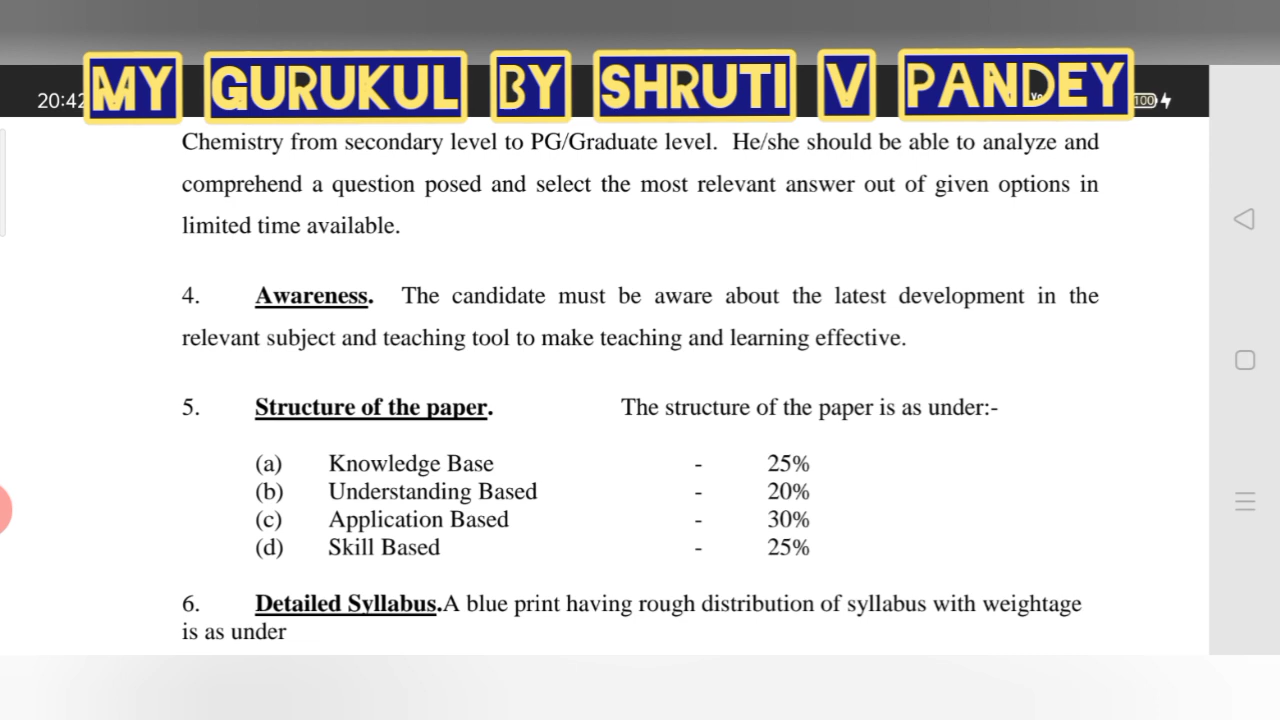 MY GURUKUL BY SHRUTI V PANDEY
20:42
100
Chemistry from secondary level to PG/Graduate level. He/she should be able to analyze and
comprehend a question posed and select the most relevant answer out of given options in
limited time available.
4. Awareness. The candidate must be aware about the latest development in the
relevant subject and teaching tool to make teaching and learning effective.
5. Structure of the paper. The structure of the paper is as under:-
(a) Knowledge Base - 25%
(b) Understanding Based - 20%
(c) Application Based - 30%
(d) Skill Based - 25%
6. Detailed Syllabus.A blue print having rough distribution of syllabus with weightage
is as under